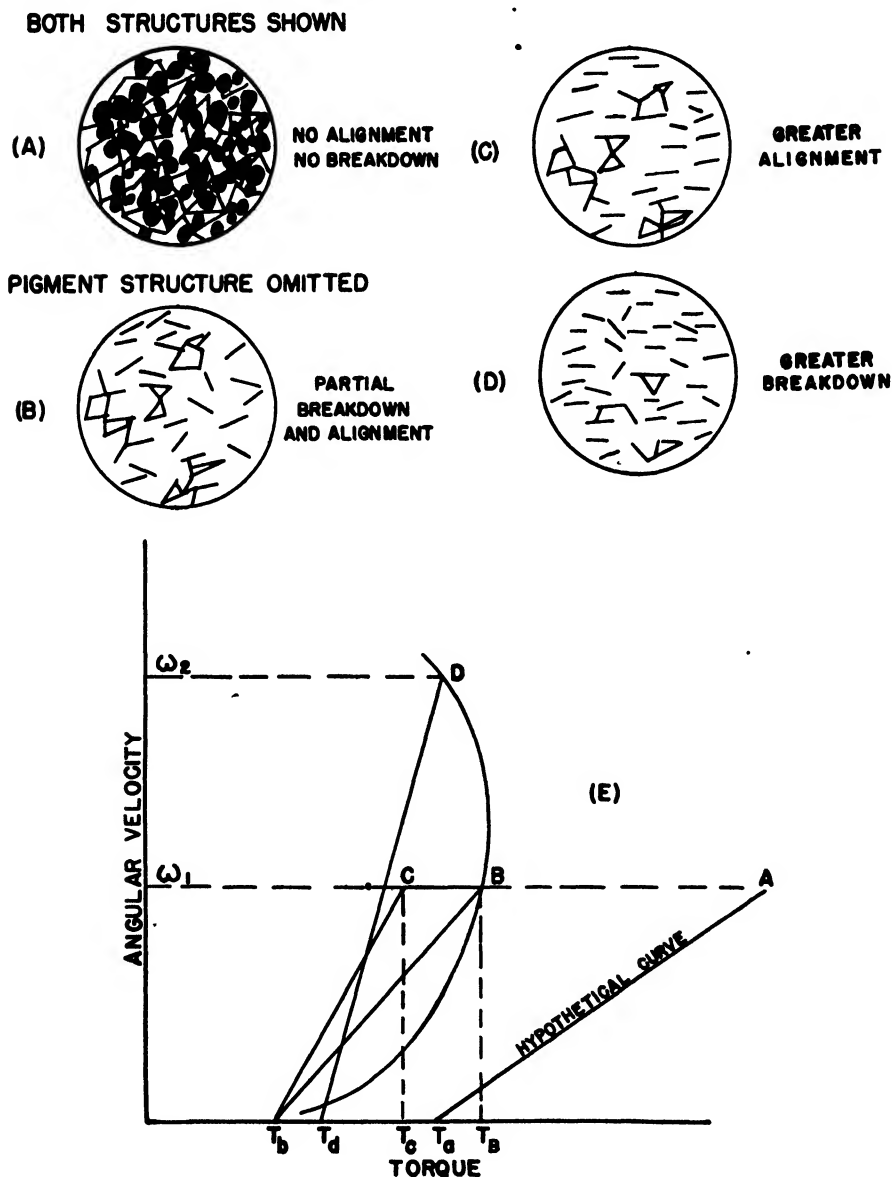 BOTH STRUCTURES SHOWN
(A)
NO ALIGNMENT
NO BREAKDOWN
(C)
GREATER
ALIGNMENT
PIGMENT STRUCTURE OMITTED
(B)
PARTIAL
BREAKDOWN
AND ALIGNMENT
(D)
GREATER
BREAKDOWN
ω2
D
(E)
ω1
C
B
A
ANGULAR VELOCITY
HYPOTHETICAL CURVE
Tb
Td
Tc
Ta
TB
TORQUE